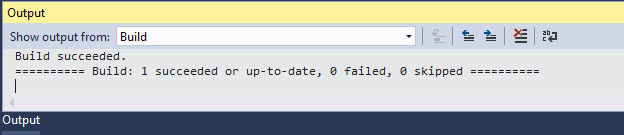 Output
Show output from: Build
Build succeeded.
========== Build: 1 succeeded or up-to-date, 0 failed, 0 skipped ==========
Output